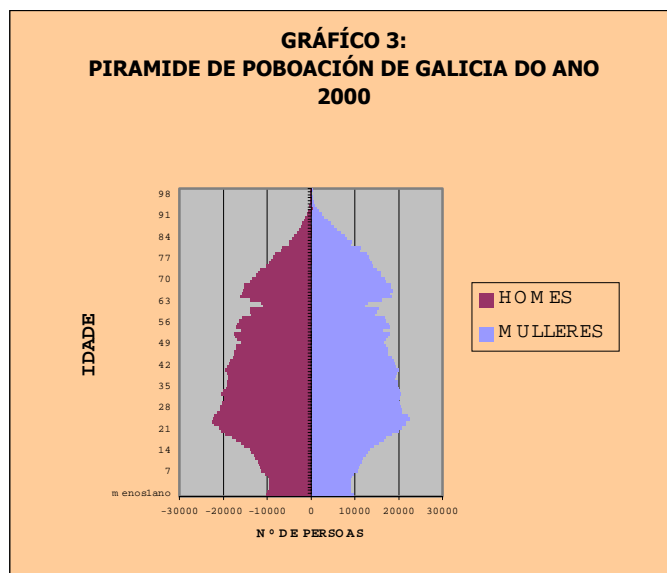 GRÁFÍCO 3:
PIRAMIDE DE POBOACIÓN DE GALICIA DO ANO
2000
98
91
84
77
70
63
56
49
42
35
28
21
14
7
menos1ano
-30000 -20000 -10000 0 10000 20000 30000
Nº DE PERSOAS
IDADE
HOMES
MULLERES